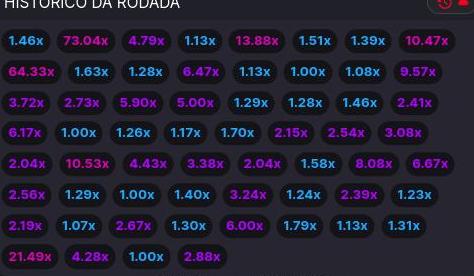 HISTÓRICO DA RODADA
1.46x 73.04x 4.79x 1.13x 13.88x 1.51x 1.39x 10.47x
64.33x 1.63x 1.28x 6.47x 1.13x 1.00x 1.08x 9.57x
3.72x 2.73x 5.90x 5.00x 1.29x 1.28x 1.46x 2.41x
6.17x 1.00x 1.26x 1.17x 1.70x 2.15x 2.54x 3.08x
2.04x 10.53x 4.43x 3.38x 2.04x 1.58x 8.08x 6.67x
2.56x 1.29x 1.00x 1.40x 3.24x 1.24x 2.39x 1.23x
2.19x 1.07x 2.67x 1.30x 6.00x 1.79x 1.13x 1.31x
21.49x 4.28x 1.00x 2.88x